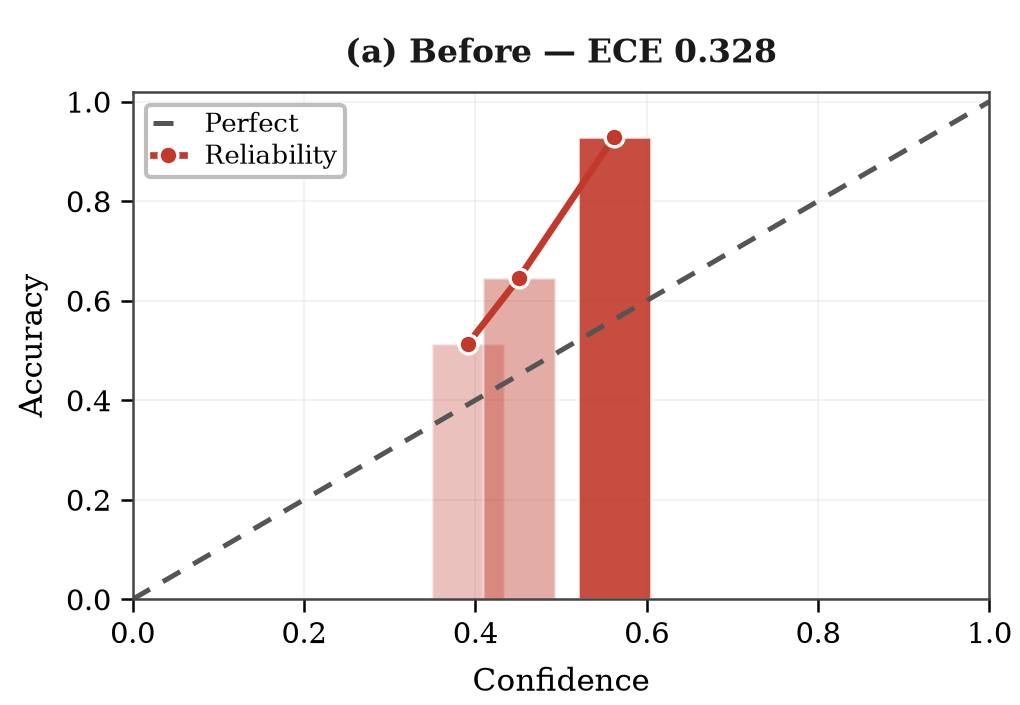 (a) Before — ECE 0.328
Perfect
Reliability
1.0
0.8
0.6
0.4
0.2
0.0
Accuracy
0.0 0.2 0.4 0.6 0.8 1.0
Confidence